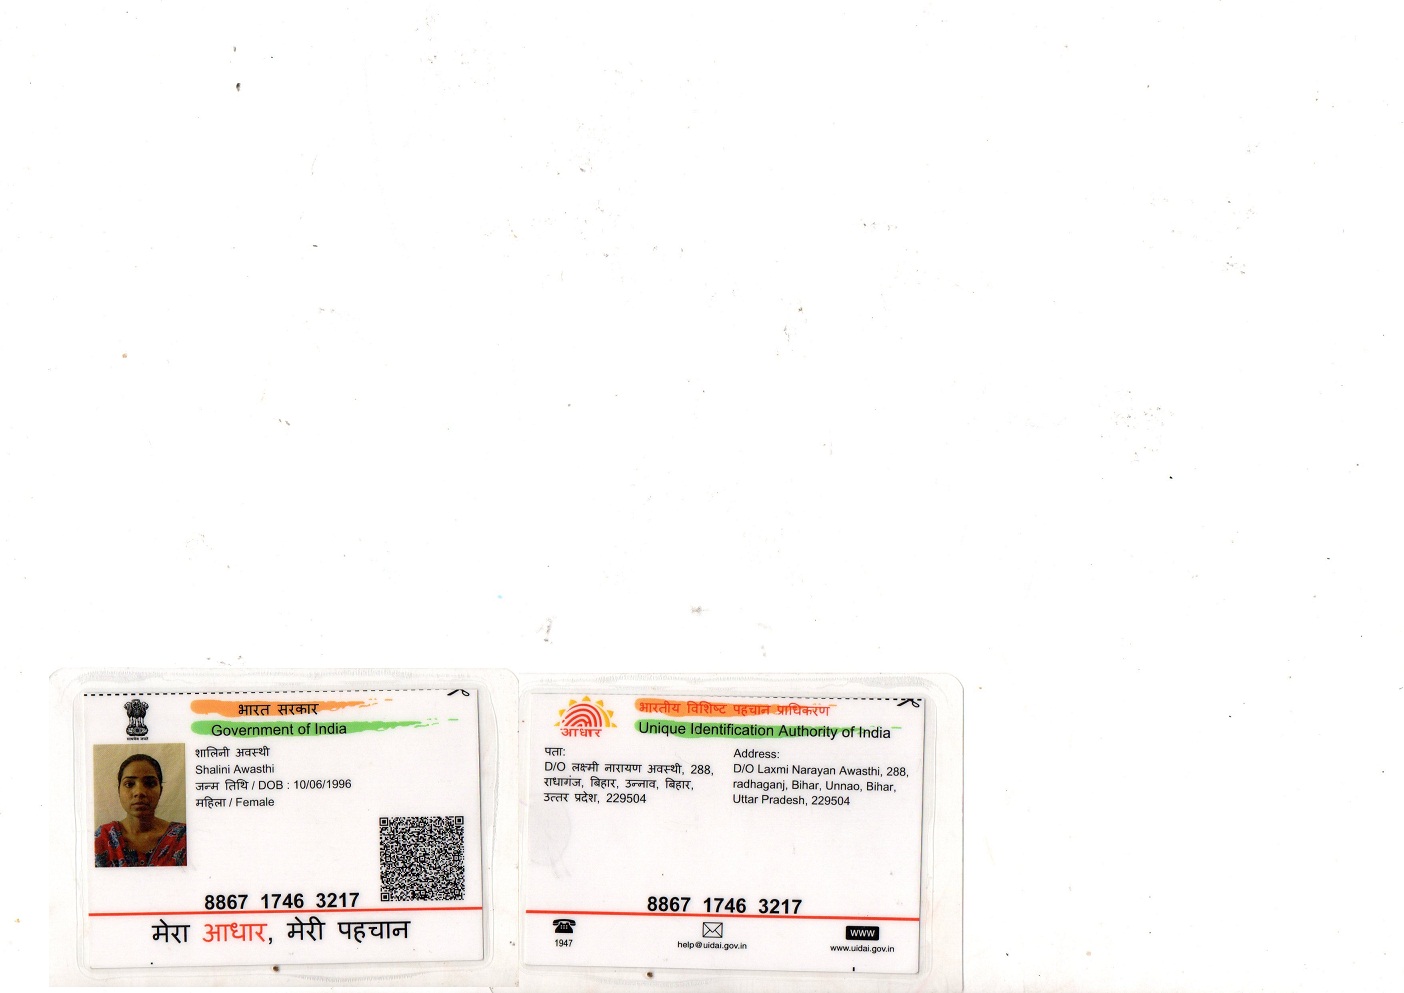 भारत सरकार
Government of India
शालिनी अवस्थी
Shalini Awasthi
जन्म तिथि / DOB : 10/06/1996
महिला / Female
8867 1746 3217
मेरा आधार, मेरी पहचान
भारतीय विशिष्ट पहचान प्राधिकरण
Unique Identification Authority of India
आधार
पता:
D/O लक्ष्मी नारायण अवस्थी, 288,
राधागंज, बिहार, उन्नाव, बिहार,
उत्तर प्रदेश, 229504
Address:
D/O Laxmi Narayan Awasthi, 288,
radhaganj, Bihar, Unnao, Bihar,
Uttar Pradesh, 229504
8867 1746 3217
1947
help@uidai.gov.in
www
www.uidai.gov.in